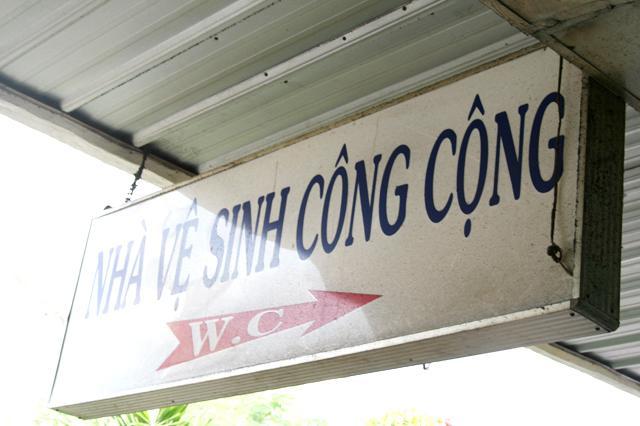 NHÀ VỆ SINH CÔNG CỘNG
W.C